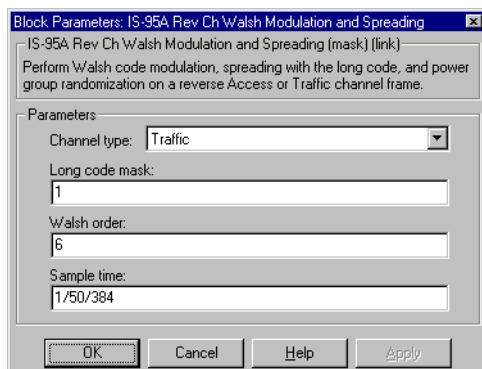 Block Parameters: IS-95A Rev Ch Walsh Modulation and Spreading
IS-95A Rev Ch Walsh Modulation and Spreading (mask) (link)
Perform Walsh code modulation, spreading with the long code, and power
group randomization on a reverse Access or Traffic channel frame.
Parameters
Channel type: Traffic
Long code mask:
1
Walsh order:
6
Sample time:
1/50/384
OK Cancel Help Apply